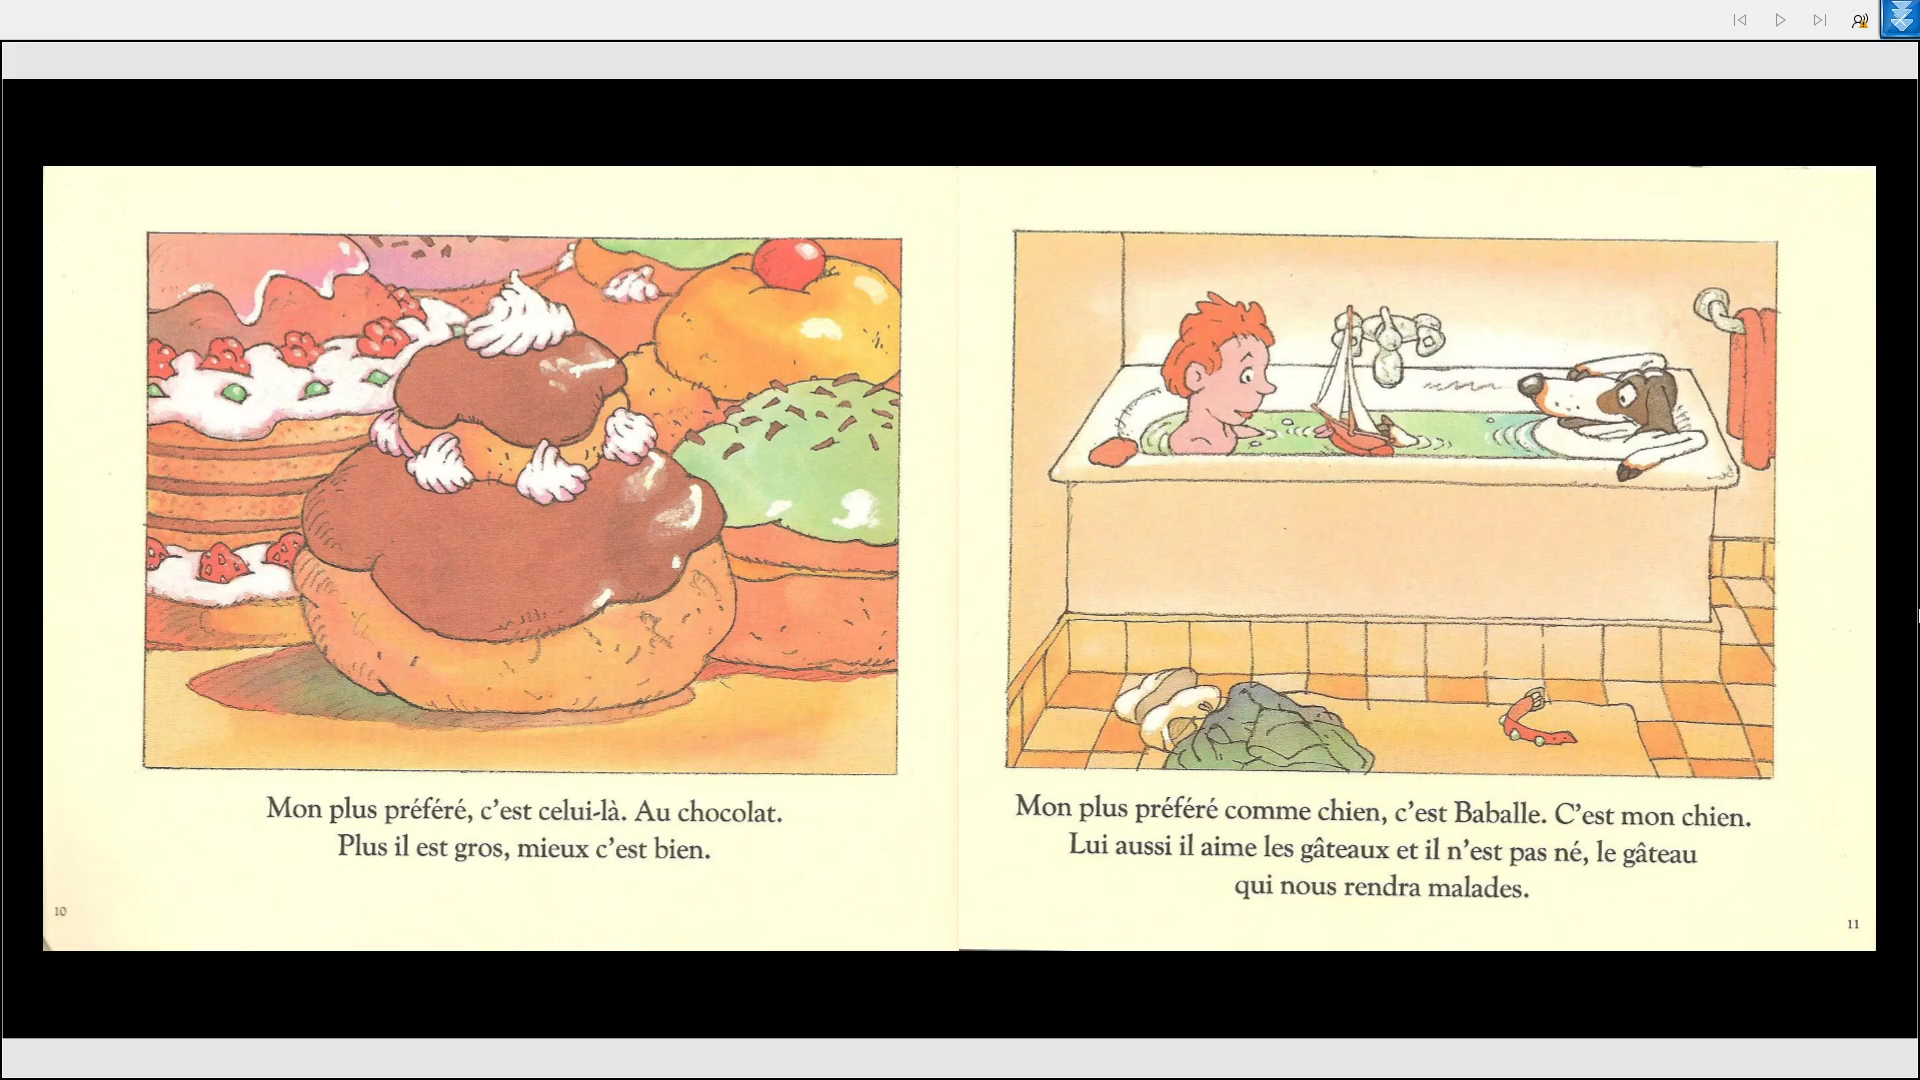 Mon plus préféré, c'est celui-là. Au chocolat.
Plus il est gros, mieux c'est bien.
10
Mon plus préféré comme chien, c'est Baballe. C'est mon chien.
Lui aussi il aime les gâteaux et il n'est pas né, le gâteau
qui nous rendra malades.
11